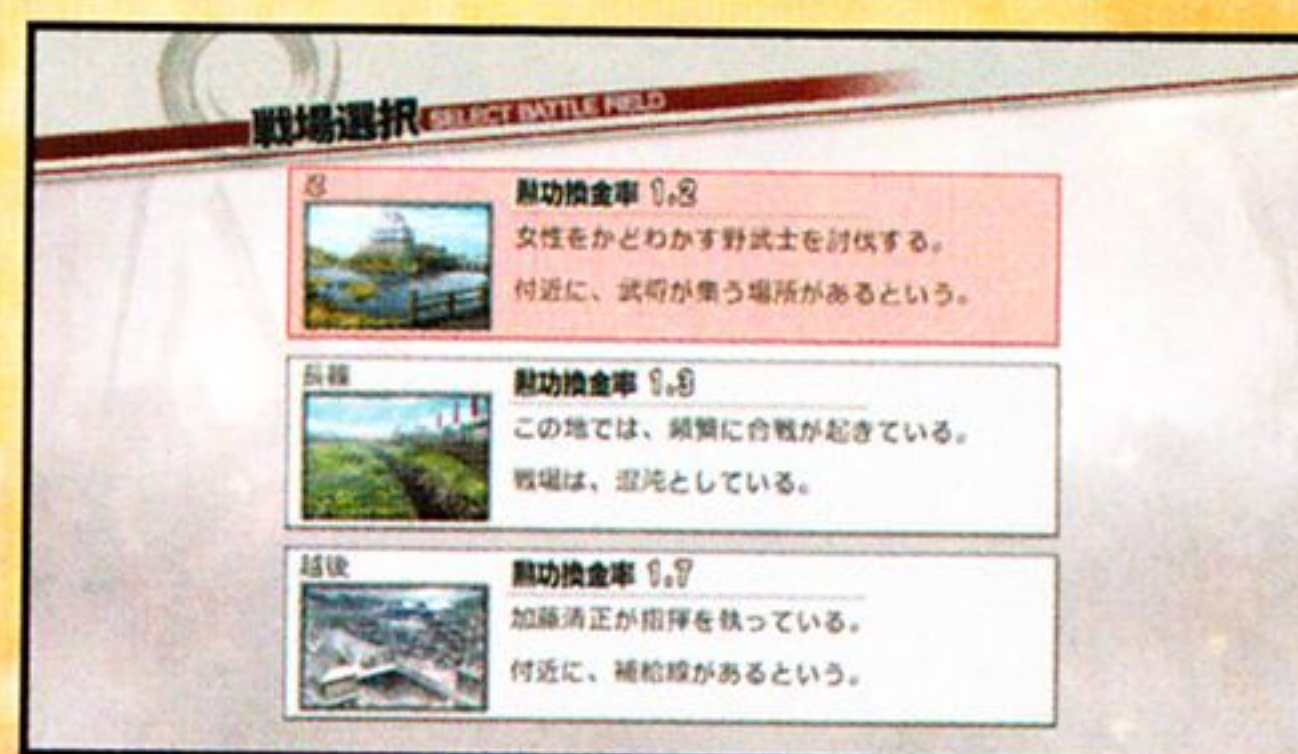 戦場選択 SELECT BATTLE FIELD
忍
勲功換金率 1.2
女性をかどわかす野武士を討伐する。
付近に、武将が集う場所があるという。
長篠
勲功換金率 1.3
この地では、頻繁に合戦が起きている。
戦場は、混沌としている。
越後
勲功換金率 1.7
加藤清正が指揮を執っている。
付近に、補給線があるという。